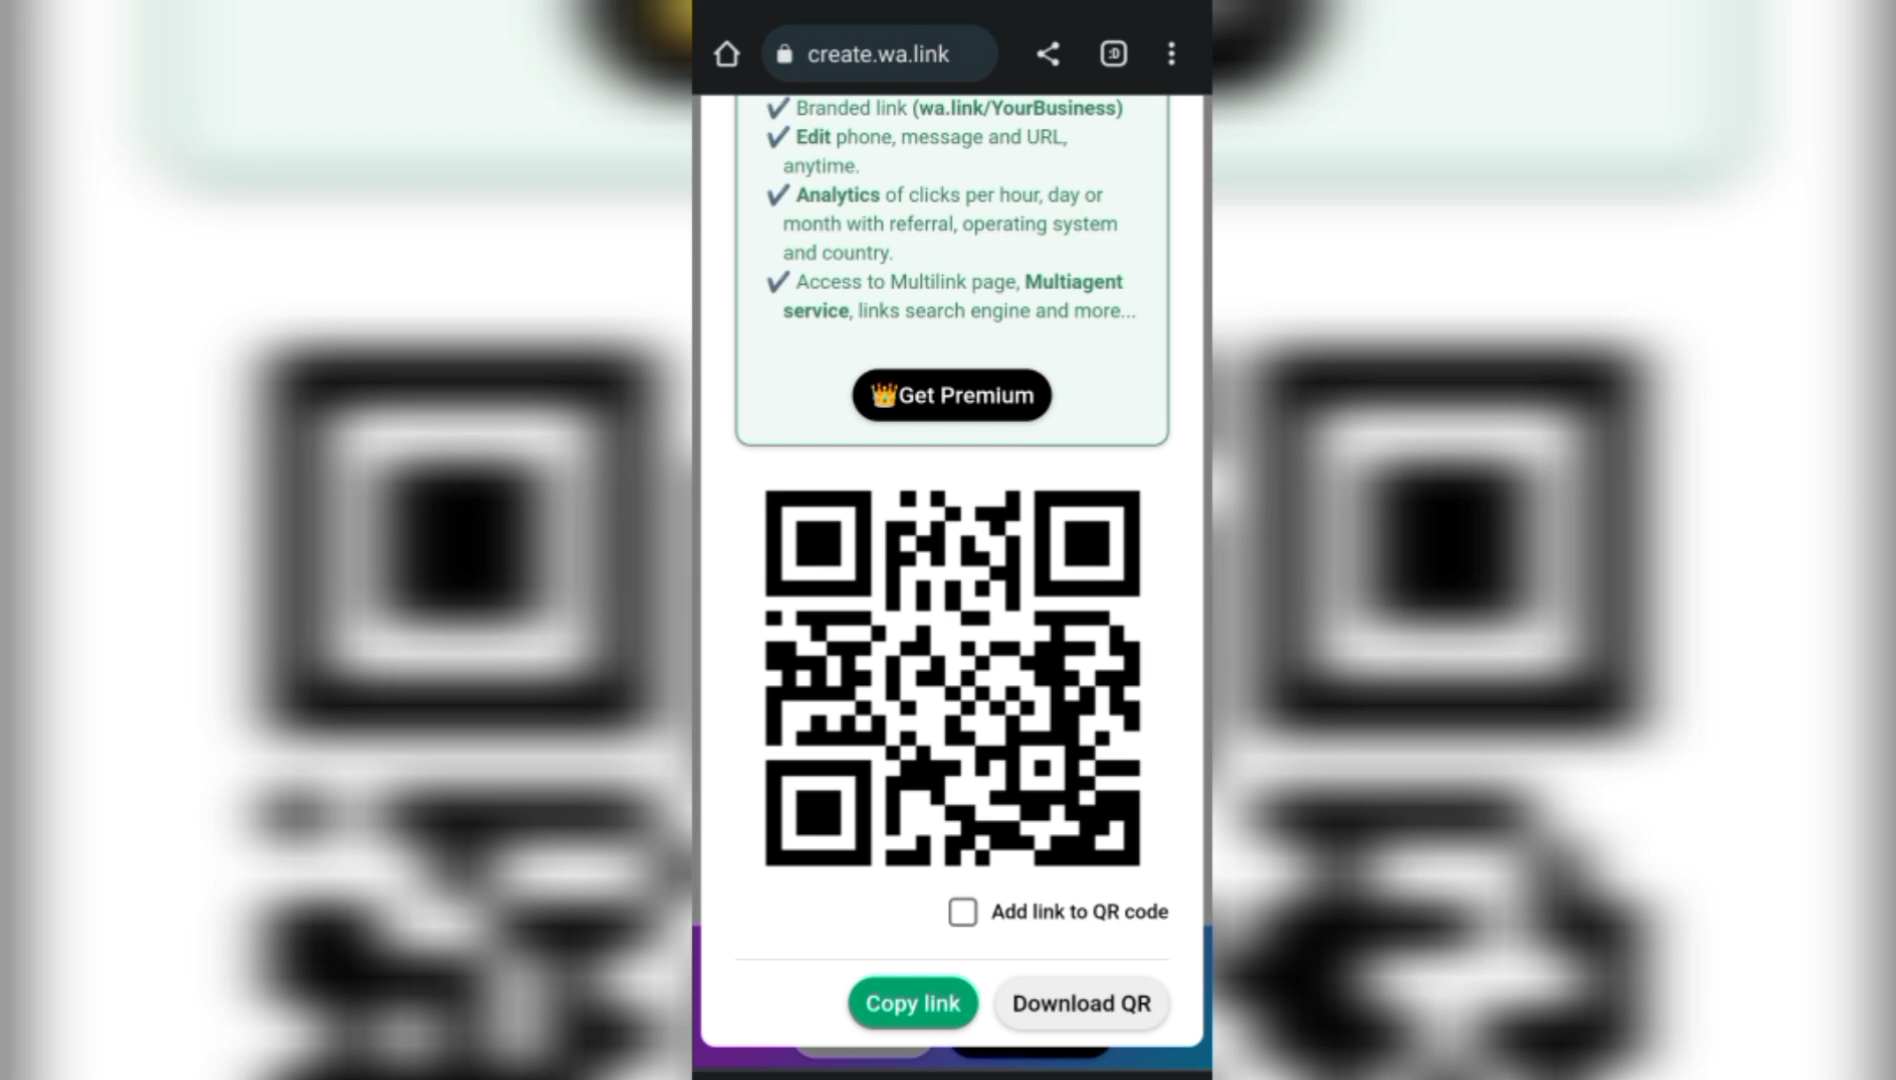 create.wa.link
:D
✔ Branded link (wa.link/YourBusiness)
✔ Edit phone, message and URL,
anytime.
✔ Analytics of clicks per hour, day or
month with referral, operating system
and country.
✔ Access to Multilink page, Multiagent
service, links search engine and more...
👑Get Premium
Add link to QR code
Copy link
Download QR